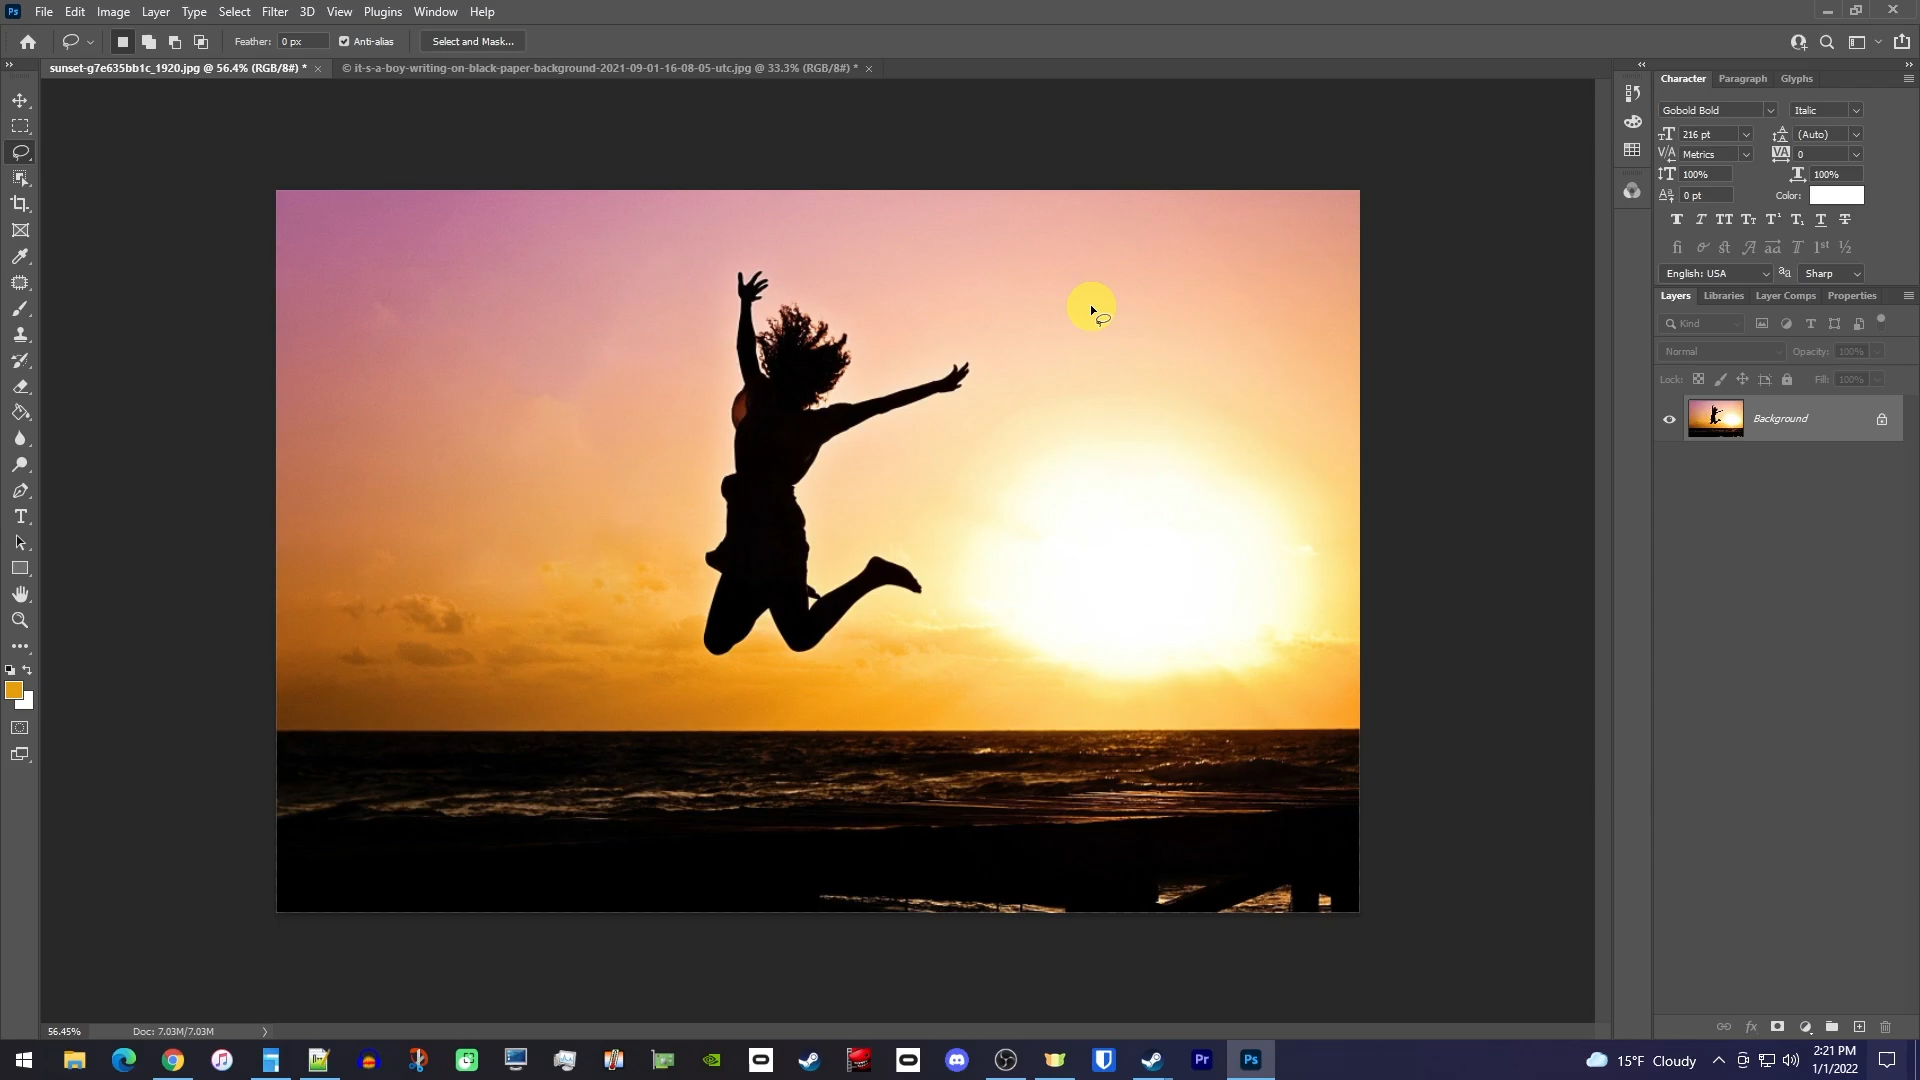 Ps File Edit Image Layer Type Select Filter 3D View Plugins Window Help
Feather: 0 px Anti-alias Select and Mask...
sunset-g7e635bb1c_1920.jpg @ 56.4% (RGB/8#) * × © it-s-a-boy-writing-on-black-paper-background-2021-09-01-16-08-05-utc.jpg @ 33.3% (RGB/8#) * ×
Character Paragraph Glyphs
Gobold Bold Italic
216 pt (Auto)
Metrics 0
100% 100%
0 pt Color:
English: USA Sharp
Layers Libraries Layer Comps Properties
Kind
Normal Opacity: 100%
Lock: Fill: 100%
Background
56.45% Doc: 7.03M/7.03M
15°F Cloudy
2:21 PM
1/1/2022
Pr Ps